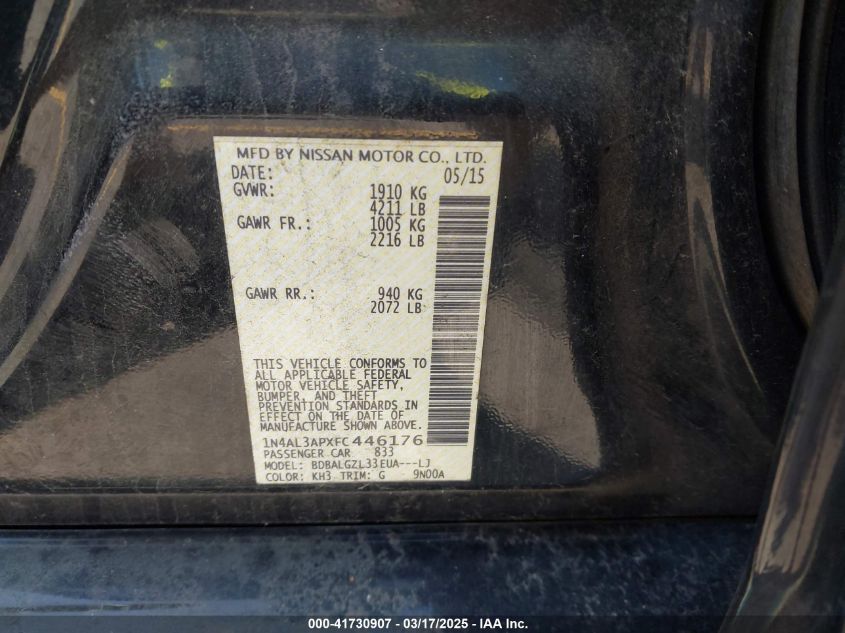 MFD BY NISSAN MOTOR CO., LTD.
DATE: 05/15
GVWR: 1910 KG
4211 LB
GAWR FR.: 1005 KG
2216 LB
GAWR RR.: 940 KG
2072 LB
THIS VEHICLE CONFORMS TO
ALL APPLICABLE FEDERAL
MOTOR VEHICLE SAFETY,
BUMPER, AND THEFT
PREVENTION STANDARDS IN
EFFECT ON THE DATE OF
MANUFACTURE SHOWN ABOVE.
1N4AL3APXFC446176
PASSENGER CAR 833
MODEL: BDBALGZL33EUA---LJ
COLOR: KH3 TRIM: G 9N00A
000-41730907 - 03/17/2025 - IAA Inc.